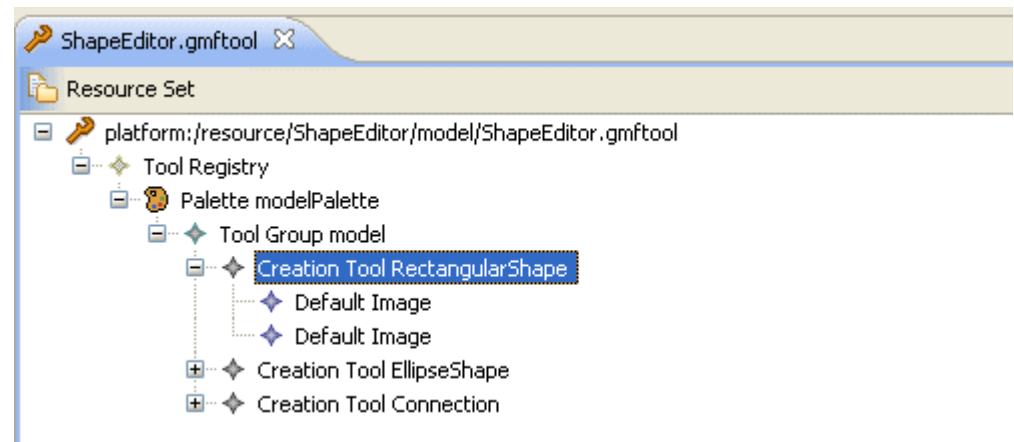 ShapeEditor.gmftool
Resource Set
platform:/resource/ShapeEditor/model/ShapeEditor.gmftool
Tool Registry
Palette modelPalette
Tool Group model
Creation Tool RectangularShape
Default Image
Default Image
Creation Tool EllipseShape
Creation Tool Connection